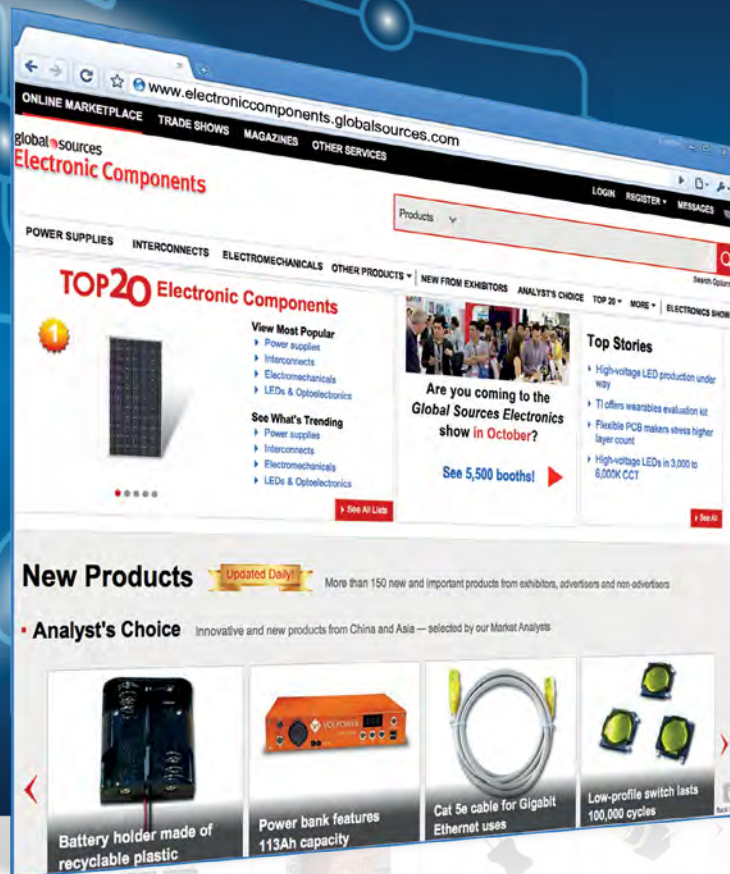 www.electroniccomponents.globalsources.com
ONLINE MARKETPLACE TRADE SHOWS MAGAZINES OTHER SERVICES
LOGIN REGISTER MESSAGES
global sources
Electronic Components
Products
Search Options
POWER SUPPLIES INTERCONNECTS ELECTROMECHANICALS OTHER PRODUCTS NEW FROM EXHIBITORS ANALYST'S CHOICE TOP 20 MORE ELECTRONICS SHOW
TOP20 Electronic Components
1
View Most Popular
Power supplies
Interconnects
Electromechanicals
LEDs & Optoelectronics
See What's Trending
Power supplies
Interconnects
Electromechanicals
LEDs & Optoelectronics
See All Lists
Are you coming to the
Global Sources Electronics
show in October?
See 5,500 booths!
Top Stories
High-voltage LED production under
way
TI offers wearables evaluation kit
Flexible PCB makers stress higher
layer count
High-voltage LEDs in 3,000 to
6,000K CCT
See All
New Products Updated Daily! More than 150 new and important products from exhibitors, advertisers and non-advertisers
Analyst's Choice Innovative and new products from China and Asia — selected by our Market Analysts
VOLPOWER
Battery holder made of
recyclable plastic
Power bank features
113Ah capacity
Cat 5e cable for Gigabit
Ethernet uses
Low-profile switch lasts
100,000 cycles